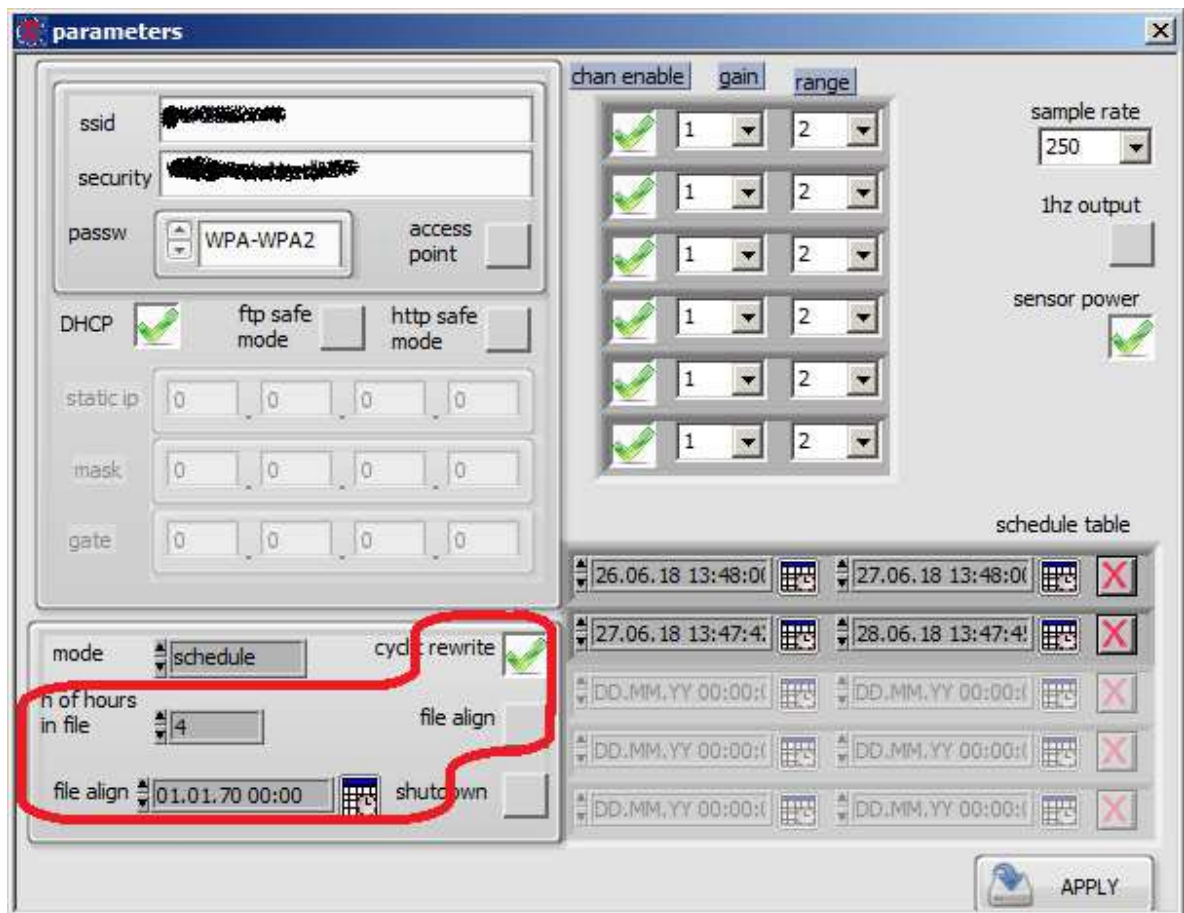 parameters
ssid
security
passw
WPA-WPA2
access
point
DHCP
ftp safe
mode
http safe
mode
static ip 0 . 0 . 0 . 0
mask 0 . 0 . 0 . 0
gate 0 . 0 . 0 . 0
mode
schedule
cyclic rewrite
n of hours
in file
4
file align
file align
01.01.70 00:00
shutdown
chan enable gain range
1 2
1 2
1 2
1 2
1 2
1 2
sample rate
250
1hz output
sensor power
schedule table
26.06.18 13:48:0 27.06.18 13:48:0
27.06.18 13:47:4 28.06.18 13:47:4
DD.MM.YY 00:00: DD.MM.YY 00:00:
DD.MM.YY 00:00: DD.MM.YY 00:00:
DD.MM.YY 00:00: DD.MM.YY 00:00:
APPLY